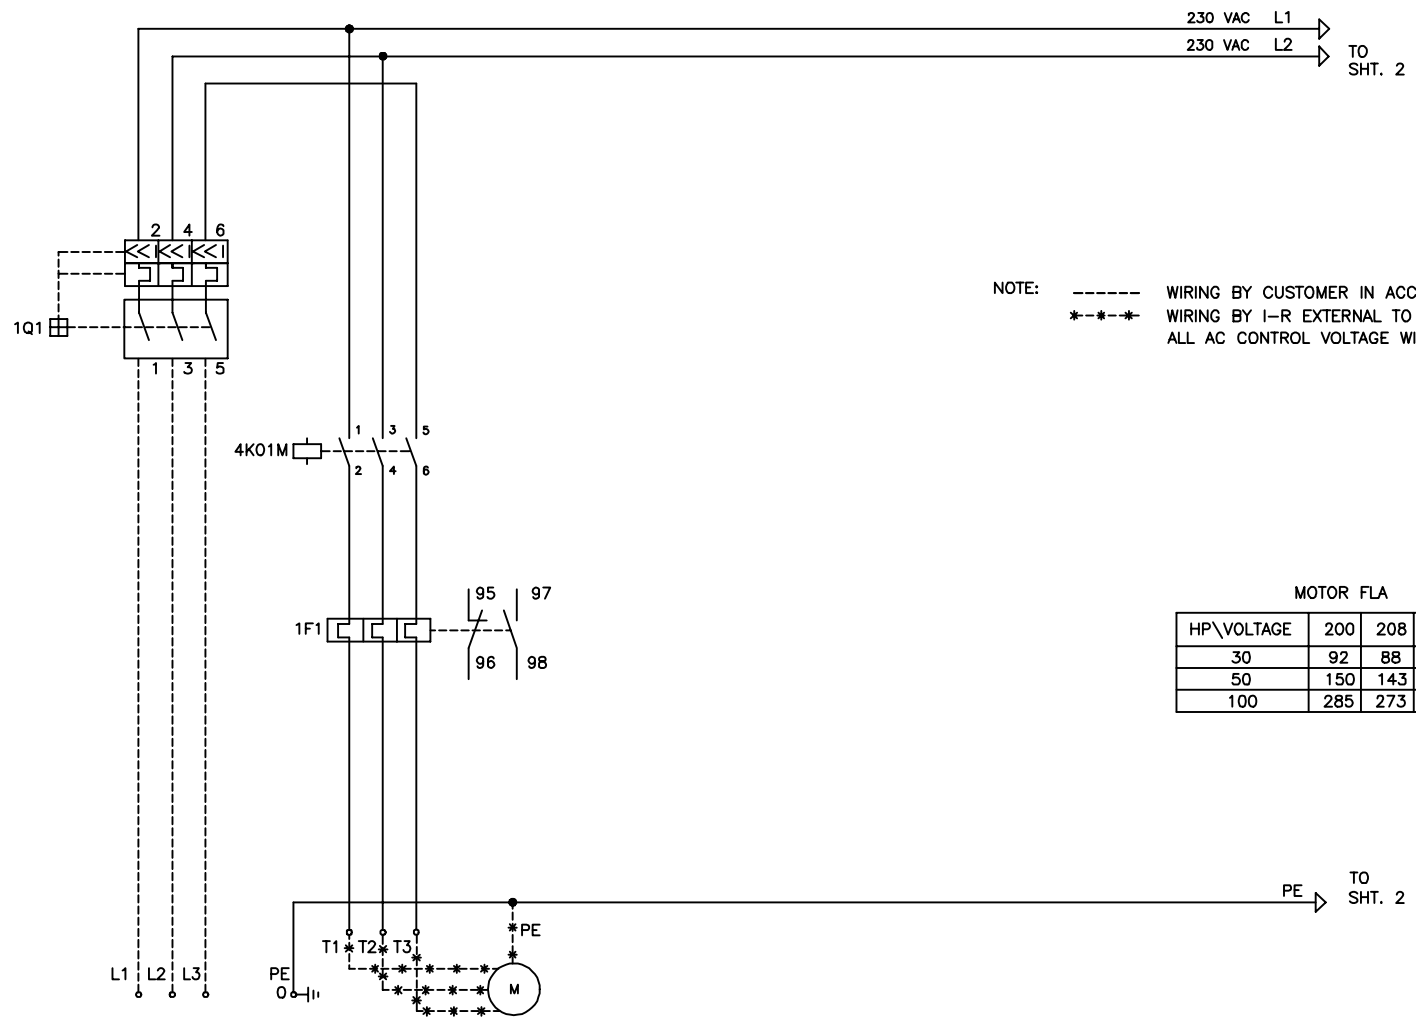 230 VAC L1
230 VAC L2
TO
SHT. 2
2 4 6
1Q1
1 3 5
NOTE: WIRING BY CUSTOMER IN ACC
WIRING BY I-R EXTERNAL TO
ALL AC CONTROL VOLTAGE WI
4K01M
1 3 5
2 4 6
95 97
1F1
96 98
MOTOR FLA
HP\VOLTAGE 200 208
30 92 88
50 150 143
100 285 273
TO
SHT. 2
PE
PE
T1 T2 T3
L1 L2 L3
PE
0
M